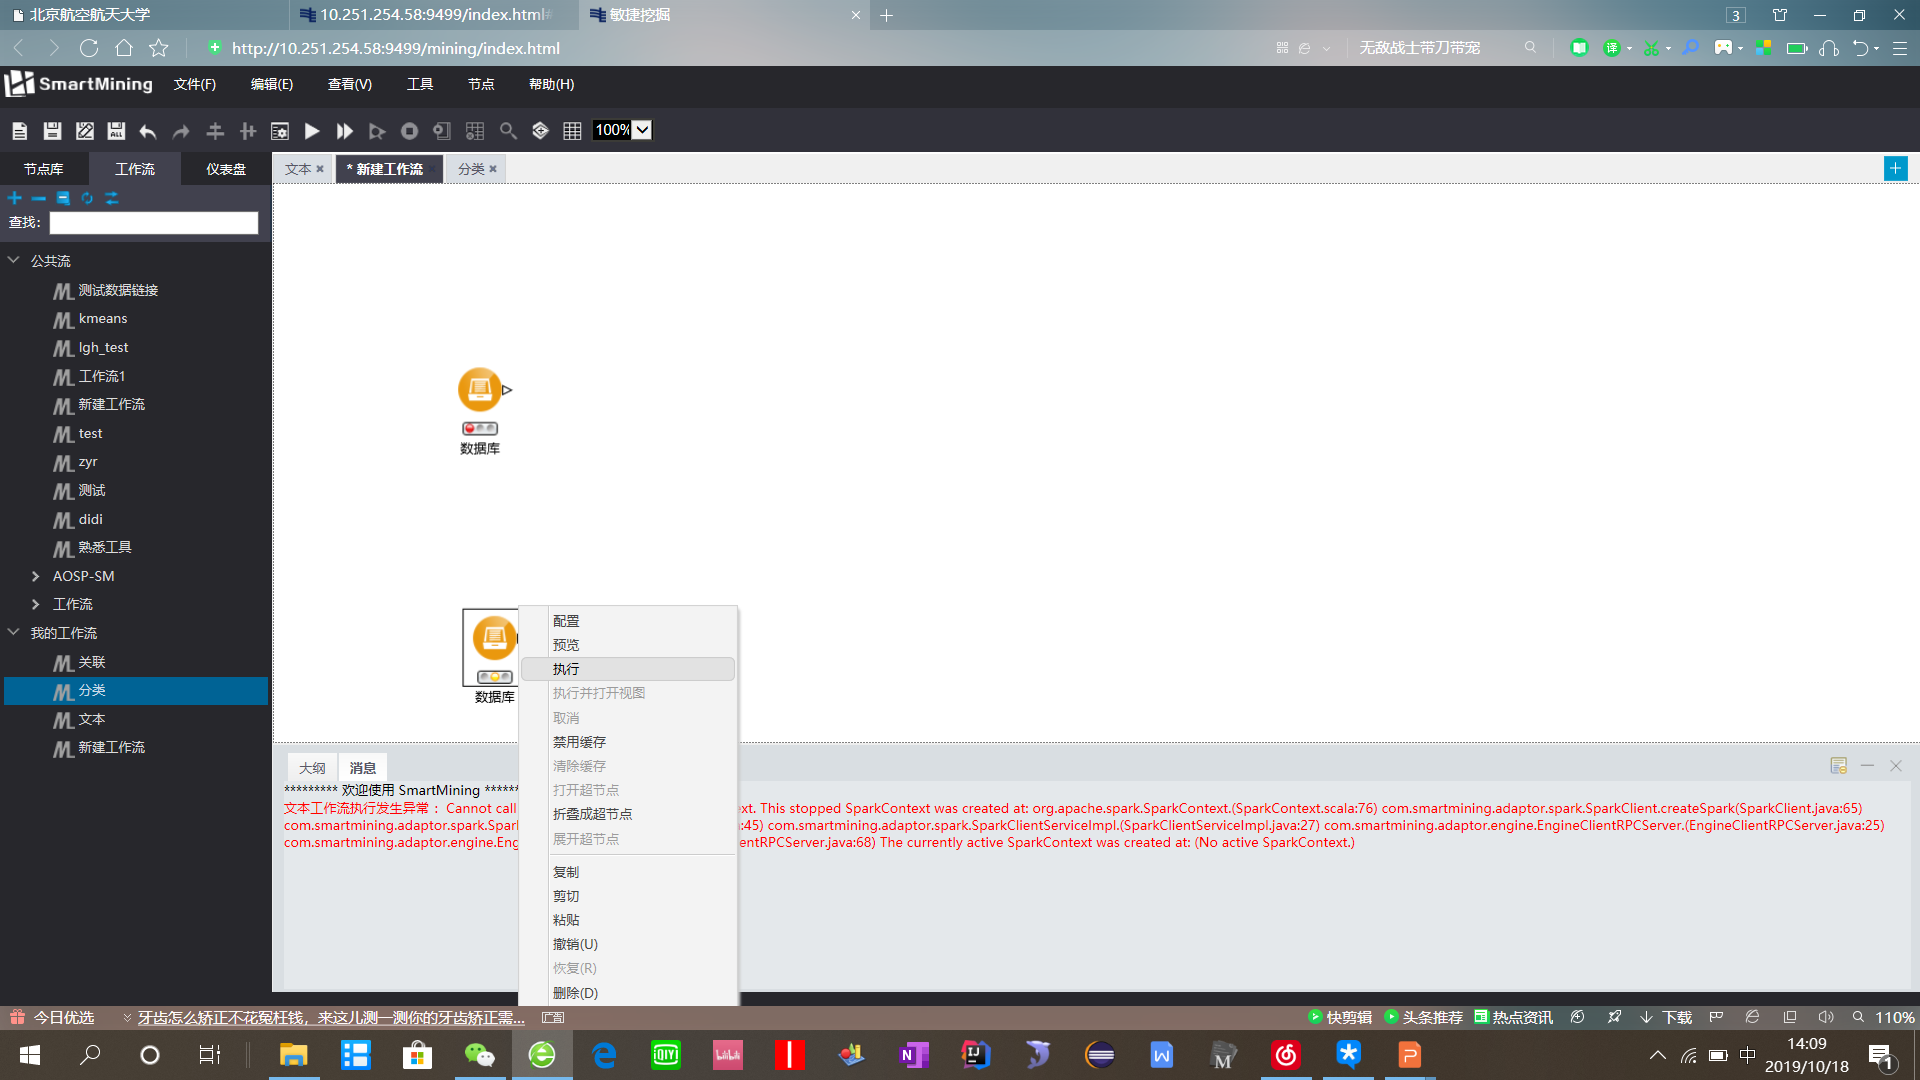 北京航空航天大学
10.251.254.58:9499/index.html#
敏捷挖掘
3
http://10.251.254.58:9499/mining/index.html
无敌战士带刀带宠
SmartMining
文件(F)
编辑(E)
查看(V)
工具
节点
帮助(H)
100%
节点库
工作流
仪表盘
文本
* 新建工作流
分类
查找:
公共流
测试数据链接
kmeans
lgh_test
工作流1
新建工作流
test
zyr
测试
didi
熟悉工具
AOSP-SM
工作流
我的工作流
关联
分类
文本
新建工作流
数据库
数据库
配置
预览
执行
执行并打开视图
取消
禁用缓存
清除缓存
打开超节点
折叠成超节点
展开超节点
复制
剪切
粘贴
撤销(U)
恢复(R)
删除(D)
大纲
消息
********* 欢迎使用 SmartMining ******
文本工作流执行发生异常： Cannot call
ext. This stopped SparkContext was created at: org.apache.spark.SparkContext.(SparkContext.scala:76) com.smartmining.adaptor.spark.SparkClient.createSpark(SparkClient.java:65)
com.smartmining.adaptor.spark.Spar
:45) com.smartmining.adaptor.spark.SparkClientServiceImpl.(SparkClientServiceImpl.java:27) com.smartmining.adaptor.engine.EngineClientRPCServer.(EngineClientRPCServer.java:25)
com.smartmining.adaptor.engine.Eng
entRPCServer.java:68) The currently active SparkContext was created at: (No active SparkContext.)
今日优选
牙齿怎么矫正不花冤枉钱，来这儿测一测你的牙齿矫正需...
广告
快剪辑
头条推荐
热点资讯
下载
110%
中
14:09
2019/10/18
1